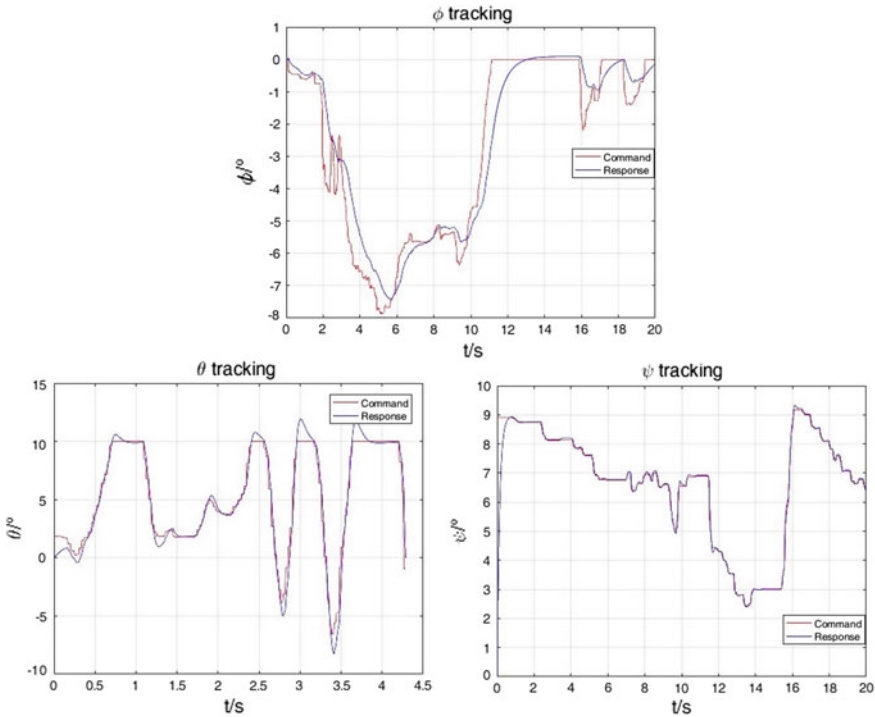 ϕ tracking
1
0
-1
-2
-3
-4
-5
-6
-7
-8
ϕ/°
Command
Response
0 2 4 6 8 10 12 14 16 18 20
t/s
θ tracking
15
10
5
0
-5
-10
θ/°
Command
Response
0 0.5 1 1.5 2 2.5 3 3.5 4 4.5
t/s
ψ tracking
10
9
8
7
6
5
4
3
2
1
0
ψ/°
Command
Response
0 2 4 6 8 10 12 14 16 18 20
t/s